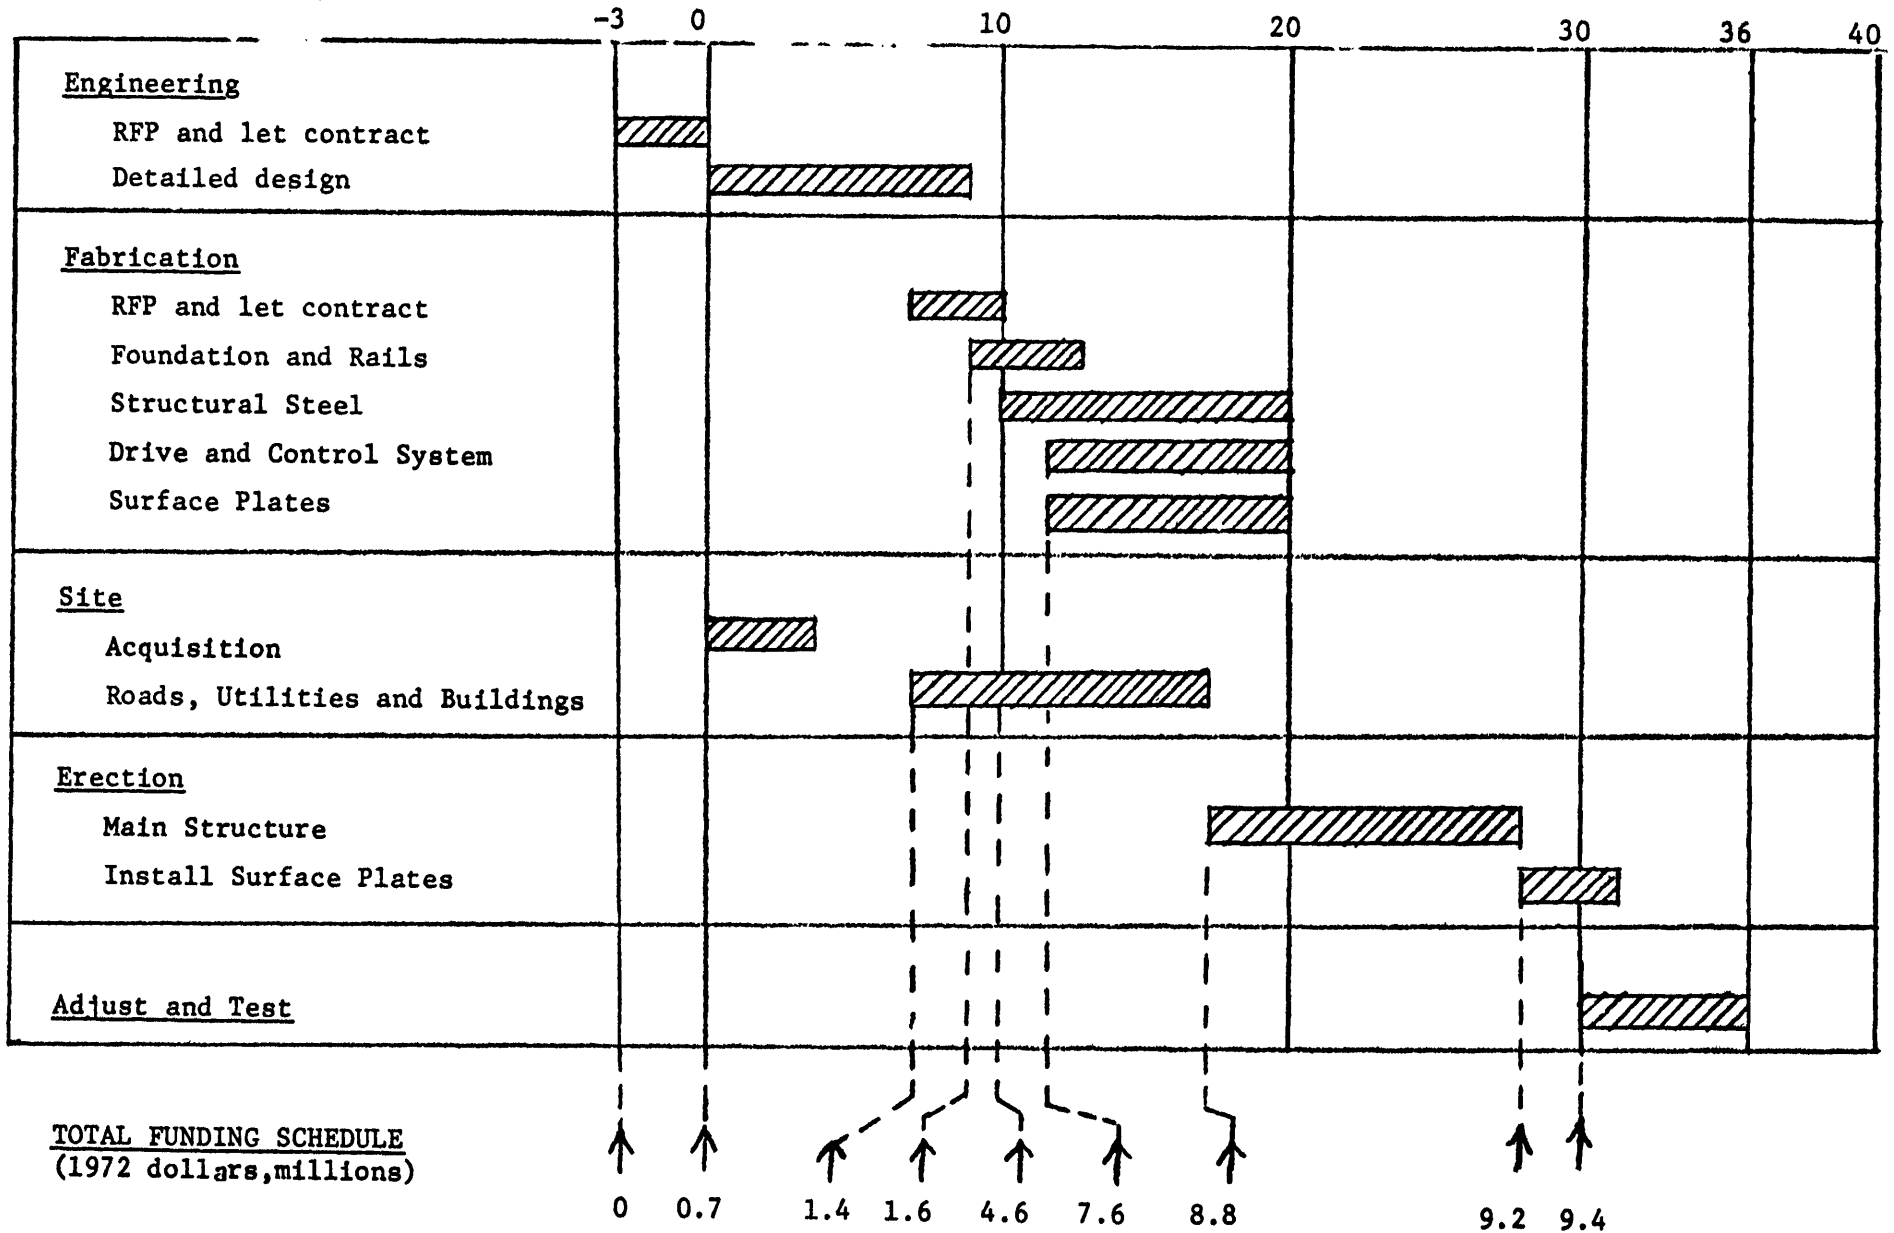 -3 0 10 20 30 36 40
Engineering
RFP and let contract
Detailed design
Fabrication
RFP and let contract
Foundation and Rails
Structural Steel
Drive and Control System
Surface Plates
Site
Acquisition
Roads, Utilities and Buildings
Erection
Main Structure
Install Surface Plates
Adjust and Test
TOTAL FUNDING SCHEDULE
(1972 dollars,millions)
0 0.7 1.4 1.6 4.6 7.6 8.8 9.2 9.4